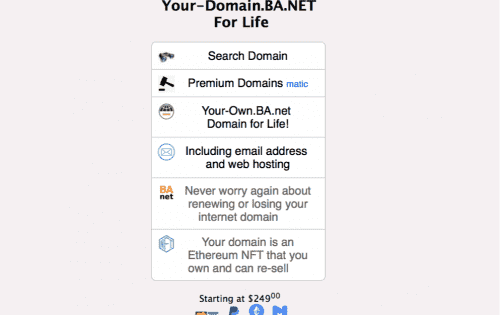 Your-Domain.BA.NET
For Life
Search Domain
Premium Domains matic
Your-Own.BA.net
Domain for Life!
Including email address
and web hosting
BA
net
Never worry again about
renewing or losing your
internet domain
Your domain is an
Ethereum NFT that you
own and can re-sell
Starting at $24900